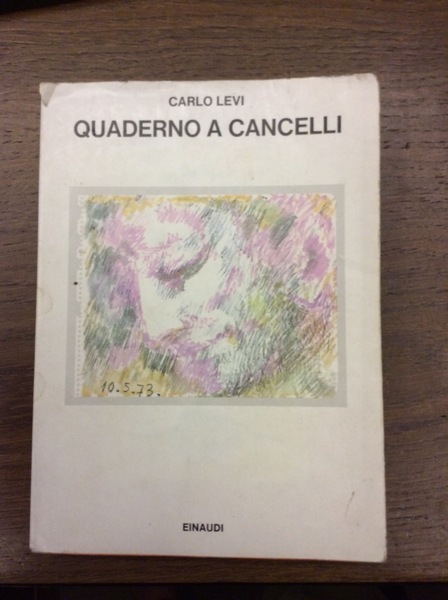 CARLO LEVI
QUADERNO A CANCELLI
10.5.73.
EINAUDI